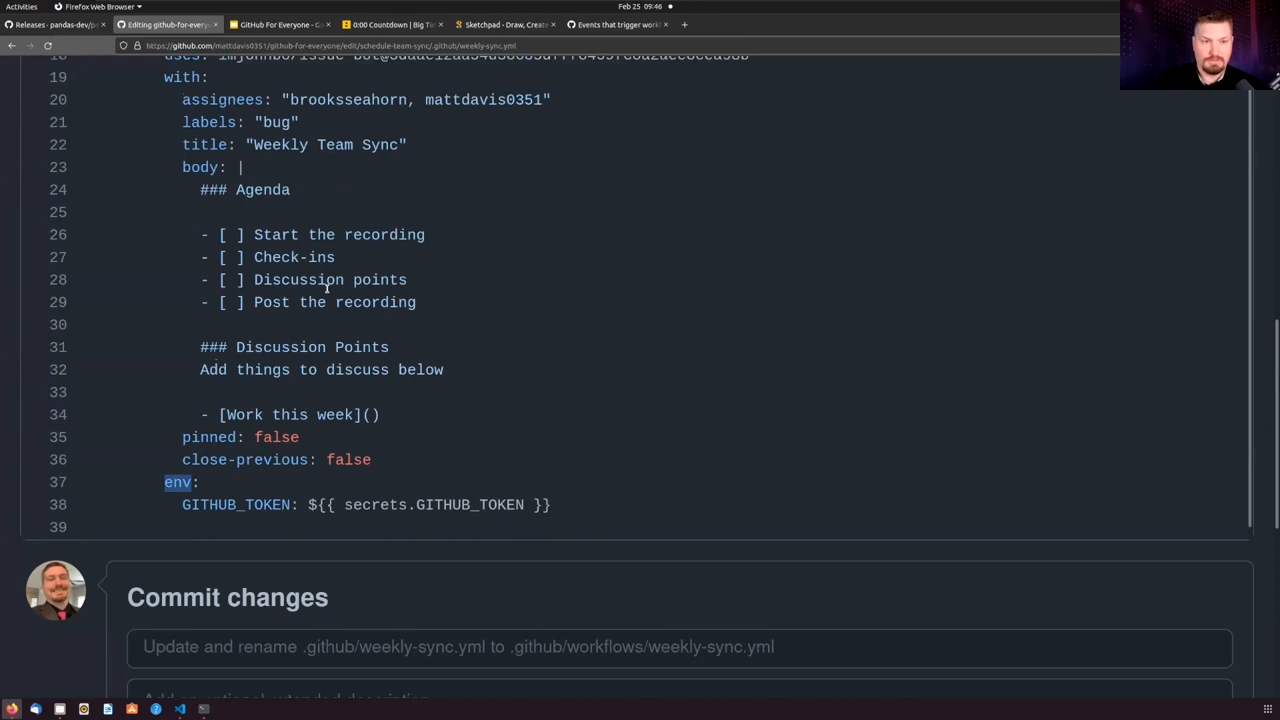 Activities
Firefox Web Browser
Feb 25 09:46
Releases · pandas-dev/p
Editing github-for-every
GitHub For Everyone - G
0:00 Countdown | Big Ti
Sketchpad - Draw, Create
Events that trigger work
https://github.com/mattdavis0351/github-for-everyone/edit/schedule-team-sync/.github/weekly-sync.yml
19 with:
20 assignees: "brooksseahorn, mattdavis0351"
21 labels: "bug"
22 title: "Weekly Team Sync"
23 body: |
24 ### Agenda
25
26 - [ ] Start the recording
27 - [ ] Check-ins
28 - [ ] Discussion points
29 - [ ] Post the recording
30
31 ### Discussion Points
32 Add things to discuss below
33
34 - [Work this week]()
35 pinned: false
36 close-previous: false
37 env:
38 GITHUB_TOKEN: ${{ secrets.GITHUB_TOKEN }}
39
Commit changes
Update and rename .github/weekly-sync.yml to .github/workflows/weekly-sync.yml